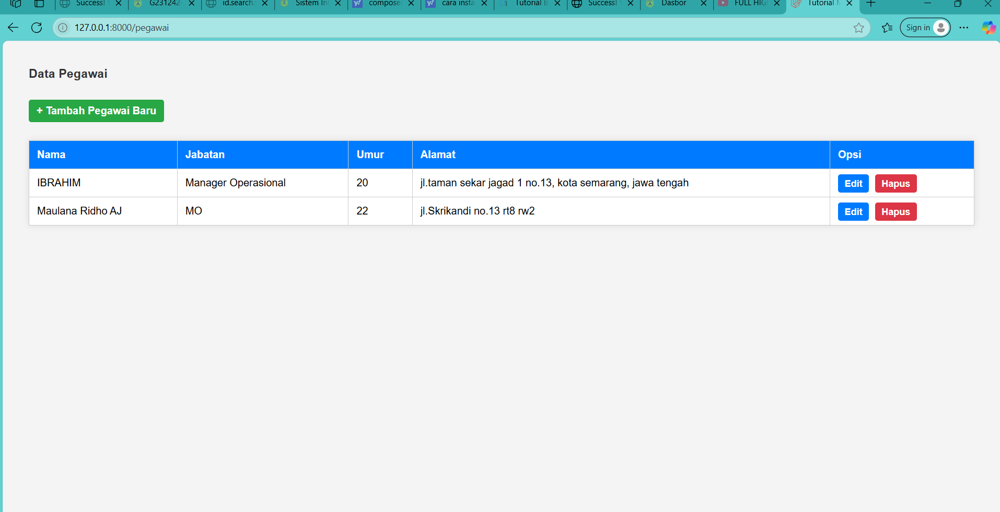 Success! G231242- id.search. Sistem In compose cara insta Tutorial B Success! Dasbor FULL HIG Tutorial M
127.0.0.1:8000/pegawai Sign in
Data Pegawai
+ Tambah Pegawai Baru
Nama Jabatan Umur Alamat Opsi
IBRAHIM Manager Operasional 20 jl.taman sekar jagad 1 no.13, kota semarang, jawa tengah Edit Hapus
Maulana Ridho AJ MO 22 jl.Skrikandi no.13 rt8 rw2 Edit Hapus